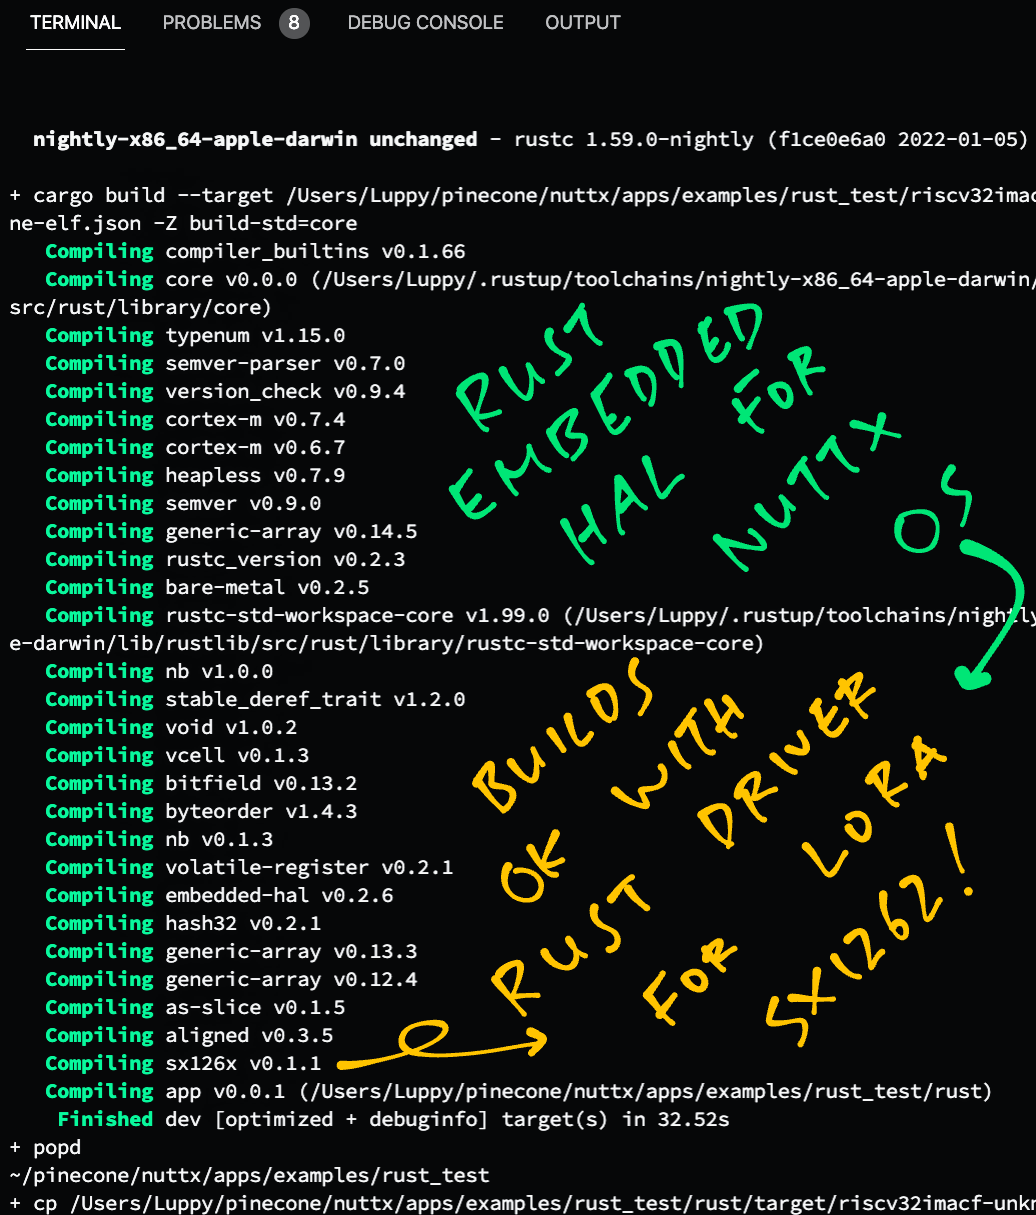 TERMINAL PROBLEMS 8 DEBUG CONSOLE OUTPUT
nightly-x86_64-apple-darwin unchanged - rustc 1.59.0-nightly (f1ce0e6a0 2022-01-05)
+ cargo build --target /Users/Luppy/pinecone/nuttx/apps/examples/rust_test/riscv32imac
ne-elf.json -Z build-std=core
Compiling compiler_builtins v0.1.66
Compiling core v0.0.0 (/Users/Luppy/.rustup/toolchains/nightly-x86_64-apple-darwin/
src/rust/library/core)
Compiling typenum v1.15.0
Compiling semver-parser v0.7.0
Compiling version_check v0.9.4
Compiling cortex-m v0.7.4
Compiling cortex-m v0.6.7
Compiling heapless v0.7.9
Compiling semver v0.9.0
Compiling generic-array v0.14.5
Compiling rustc_version v0.2.3
Compiling bare-metal v0.2.5
Compiling rustc-std-workspace-core v1.99.0 (/Users/Luppy/.rustup/toolchains/nightly
e-darwin/lib/rustlib/src/rust/library/rustc-std-workspace-core)
Compiling nb v1.0.0
Compiling stable_deref_trait v1.2.0
Compiling void v1.0.2
Compiling vcell v0.1.3
Compiling bitfield v0.13.2
Compiling byteorder v1.4.3
Compiling nb v0.1.3
Compiling volatile-register v0.2.1
Compiling embedded-hal v0.2.6
Compiling hash32 v0.2.1
Compiling generic-array v0.13.3
Compiling generic-array v0.12.4
Compiling as-slice v0.1.5
Compiling aligned v0.3.5
Compiling sx126x v0.1.1
Compiling app v0.0.1 (/Users/Luppy/pinecone/nuttx/apps/examples/rust_test/rust)
Finished dev [optimized + debuginfo] target(s) in 32.52s
+ popd
~/pinecone/nuttx/apps/examples/rust_test
+ cp /Users/Luppy/pinecone/nuttx/apps/examples/rust_test/rust/target/riscv32imacf-unkn
RUST
EMBEDDED
HAL FOR
NUTTX
OS
BUILDS
OK WITH
RUST DRIVER
FOR LORA
SX1262!